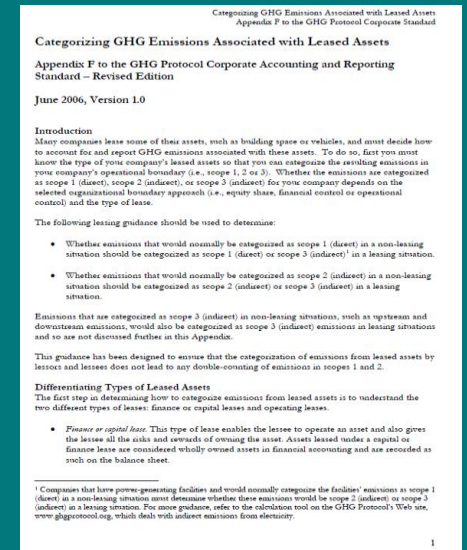 Categorizing GHG Emissions Associated with Leased Assets
Appendix F to the GHG Protocol Corporate Standard
Categorizing GHG Emissions Associated with Leased Assets
Appendix F to the GHG Protocol Corporate Accounting and Reporting
Standard – Revised Edition
June 2006, Version 1.0
Introduction
Many companies lease some of their assets, such as building space or vehicles, and must decide how
to account for and report GHG emissions associated with these assets. To do so, first you must
know the type of your company's leased assets so that you can categorize the resulting emissions in
your company's operational boundary (i.e., scope 1, 2 or 3). Whether the emissions are categorized
as scope 1 (direct), scope 2 (indirect), or scope 3 (indirect) for your company depends on the
selected organizational boundary approach (i.e., equity share, financial control or operational
control) and the type of lease.
The following leasing guidance should be used to determine:
• Whether emissions that would normally be categorized as scope 1 (direct) in a non-leasing
situation should be categorized as scope 1 (direct) or scope 3 (indirect)¹ in a leasing situation.
• Whether emissions that would normally be categorized as scope 2 (indirect) in a non-leasing
situation should be categorized as scope 2 (indirect) or scope 3 (indirect) in a leasing
situation.
Emissions that are categorized as scope 3 (indirect) in non-leasing situations, such as upstream and
downstream emissions, would also be categorized as scope 3 (indirect) emissions in leasing situations
and so are not discussed further in this Appendix.
This guidance has been designed to ensure that the categorization of emissions from leased assets by
lessors and lessees does not lead to any double-counting of emissions in scopes 1 and 2.
Differentiating Types of Leased Assets
The first step in determining how to categorize emissions from leased assets is to understand the
two different types of leases: finance or capital leases and operating leases.
• Finance or capital lease. This type of lease enables the lessee to operate an asset and also gives
the lessee all the risks and rewards of owning the asset. Assets leased under a capital or
finance lease are considered wholly owned assets in financial accounting and are recorded as
such on the balance sheet.
¹ Companies that have power-generating facilities and would normally categorize the facilities' emissions as scope 1
(direct) in a non-leasing situation must determine whether these emissions would be scope 2 (indirect) or scope 3
(indirect) in a leasing situation. For more guidance, refer to the calculation tool on the GHG Protocol's Web site,
www.ghgprotocol.org, which deals with indirect emissions from electricity.
1